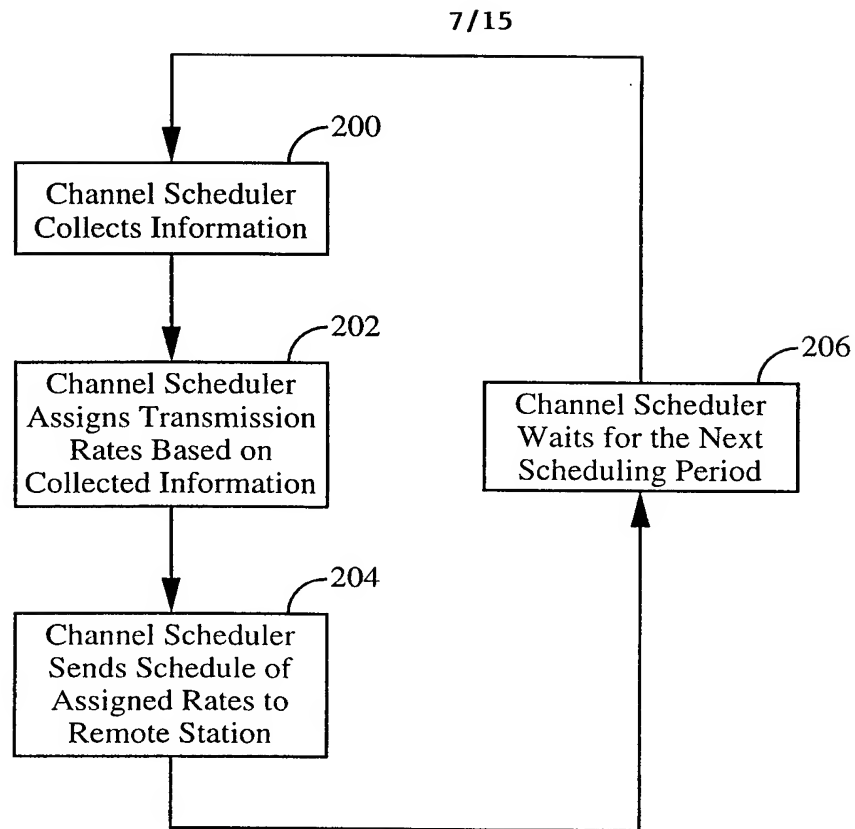 7/15
200
Channel Scheduler
Collects Information
202
Channel Scheduler
Assigns Transmission
Rates Based on
Collected Information
204
Channel Scheduler
Sends Schedule of
Assigned Rates to
Remote Station
206
Channel Scheduler
Waits for the Next
Scheduling Period